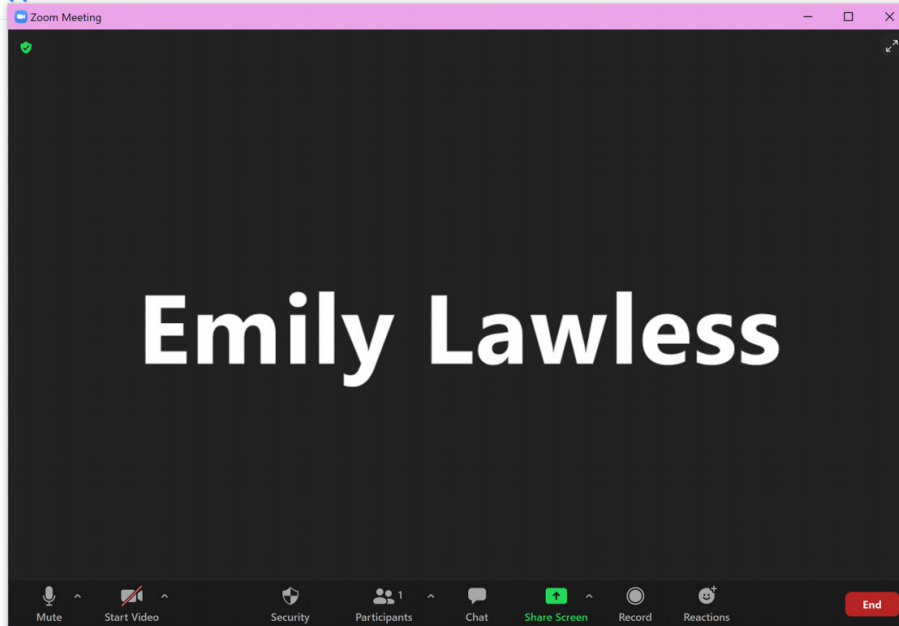 Zoom Meeting
Emily Lawless
Mute
Start Video
Security
1
Participants
Chat
Share Screen
Record
Reactions
End